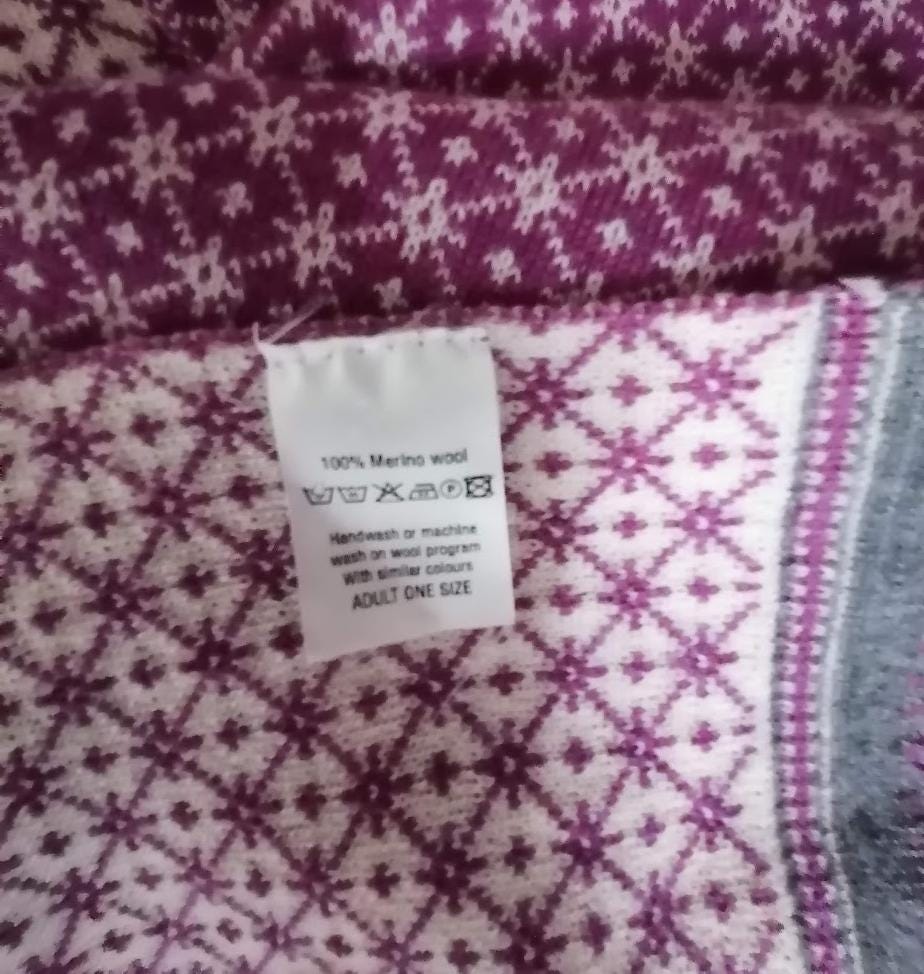 100% Merino wool
P
Handwash or machine
wash on wool program
With similar colours
ADULT ONE SIZE